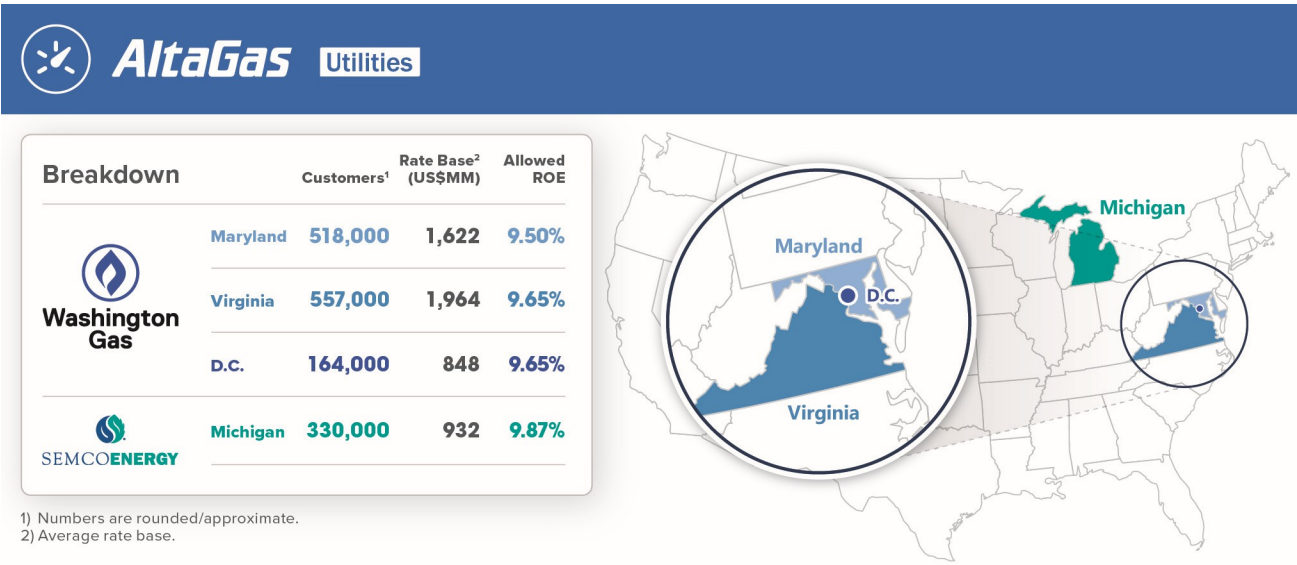 AltaGas Utilities
Breakdown
Customers¹
Rate Base²
(US$MM)
Allowed
ROE
Washington
Gas
Maryland 518,000 1,622 9.50%
Virginia 557,000 1,964 9.65%
D.C. 164,000 848 9.65%
SEMCOENERGY
Michigan 330,000 932 9.87%
1) Numbers are rounded/approximate.
2) Average rate base.
Michigan
Maryland
D.C.
Virginia